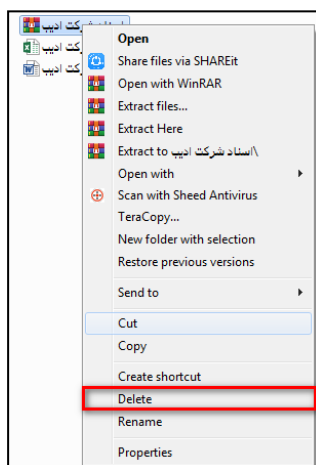 اسناد شرکت ادیب
کت ادیب
کت ادیب
Open
Share files via SHAREit
Open with WinRAR
Extract files...
Extract Here
Extract to اسناد شرکت ادیب\
Open with
Scan with Sheed Antivirus
TeraCopy...
New folder with selection
Restore previous versions
Send to
Cut
Copy
Create shortcut
Delete
Rename
Properties